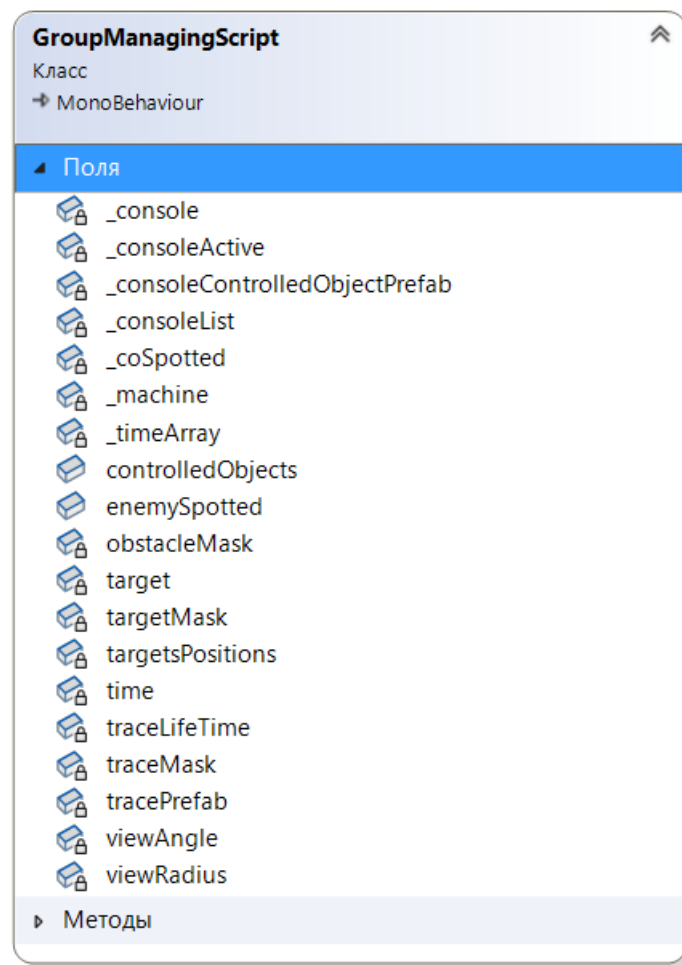 GroupManagingScript
Класс
MonoBehaviour
Поля
_console
_consoleActive
_consoleControlledObjectPrefab
_consoleList
_coSpotted
_machine
_timeArray
controlledObjects
enemySpotted
obstacleMask
target
targetMask
targetsPositions
time
traceLifeTime
traceMask
tracePrefab
viewAngle
viewRadius
Методы